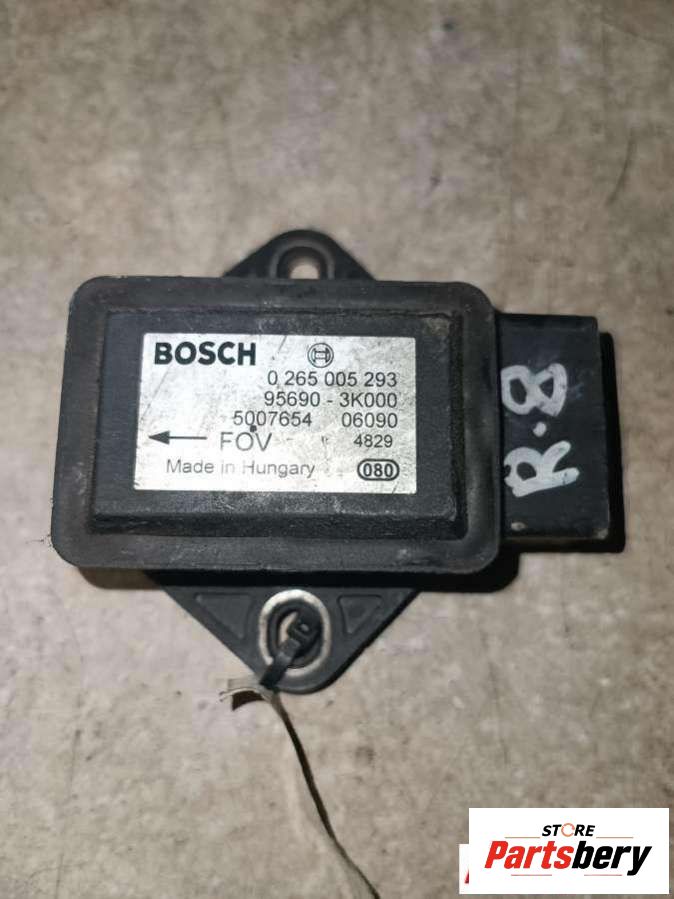 BOSCH
0 265 005 293
95690 - 3K000
5007654 06090
← FOV 4829
Made in Hungary 080
R-8
STORE
Partsbery